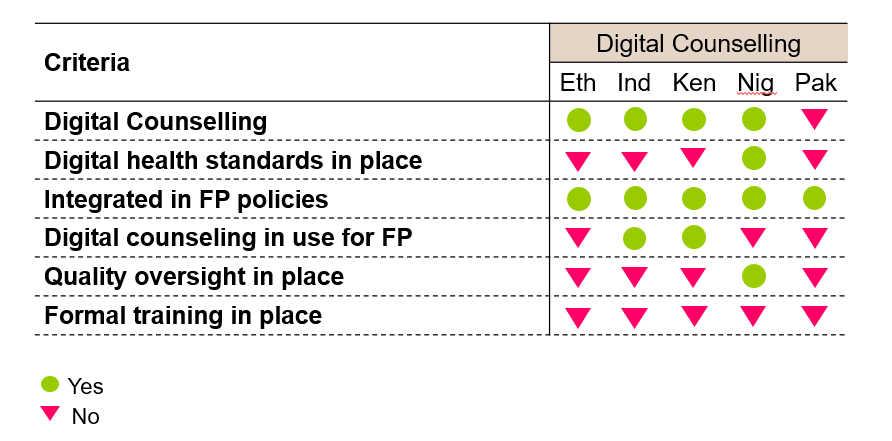 Digital Counselling
Criteria
Eth Ind Ken Nig Pak
Digital Counselling
Digital health standards in place
Integrated in FP policies
Digital counseling in use for FP
Quality oversight in place
Formal training in place
Yes
No